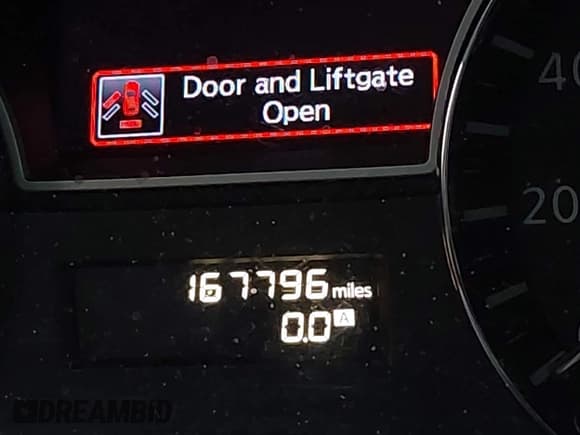 Door and Liftgate
Open
40
20
167796 miles
0.0 A
DREAMBID